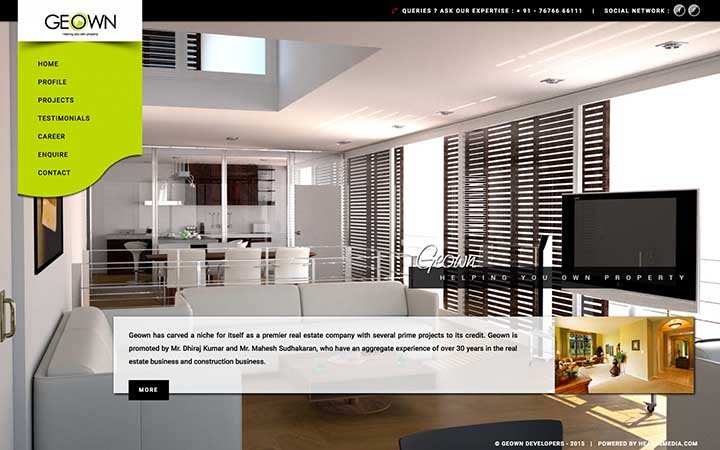 GEOWN
Helping you own property
QUERIES ? ASK OUR EXPERTISE : + 91 - 76766 66111 | SOCIAL NETWORK :
HOME
PROFILE
PROJECTS
TESTIMONIALS
CAREER
ENQUIRE
CONTACT
Geown
HELPING YOU OWN PROPERTY
Geown has carved a niche for itself as a premier real estate company with several prime projects to its credit. Geown is
promoted by Mr. Dhiraj Kumar and Mr. Mahesh Sudhakaran, who have an aggregate experience of over 30 years in the real
estate business and construction business.
MORE
© GEOWN DEVELOPERS - 2015 | POWERED BY